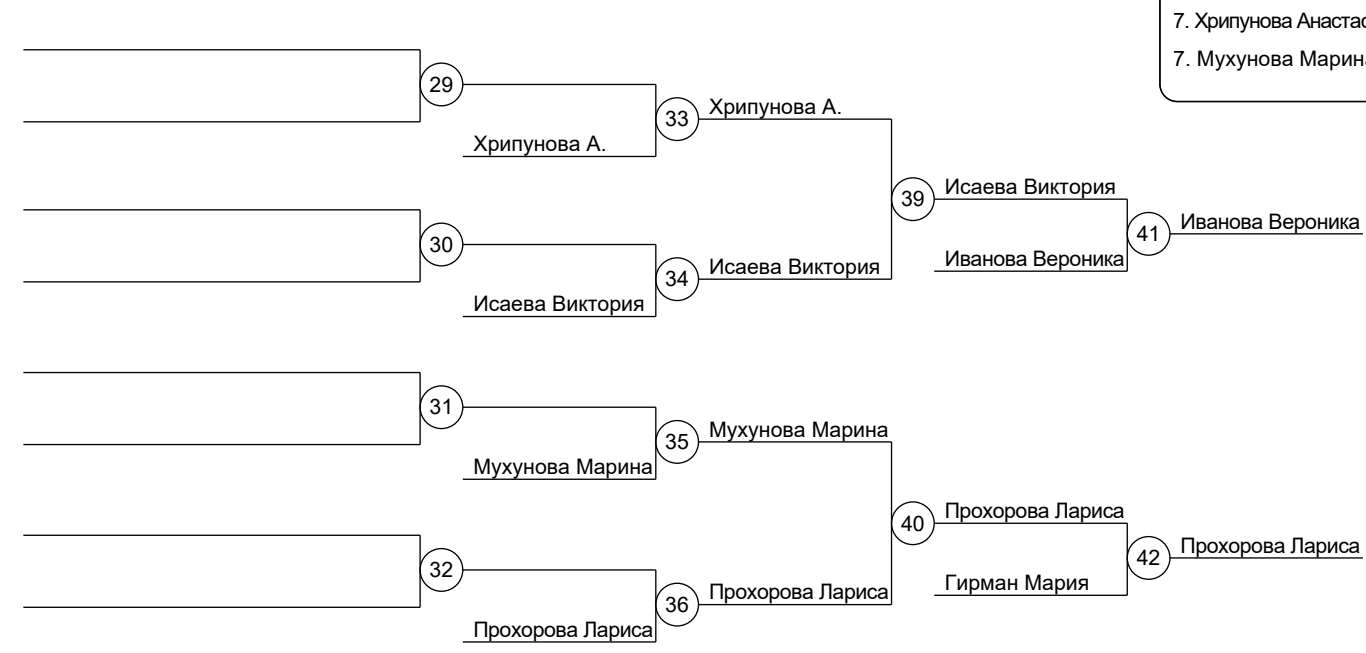 7. Хрипунова
7. Мухунова
29
33
Хрипунова А.
Хрипунова А.
39
Исаева Виктория
41
Иванова Вероника
30
34
Исаева Виктория
Иванова Вероника
Исаева Виктория
31
35
Мухунова Марина
Мухунова Марина
40
Прохорова Лариса
42
Прохорова Лариса
32
36
Прохорова Лариса
Гирман Мария
Прохорова Лариса